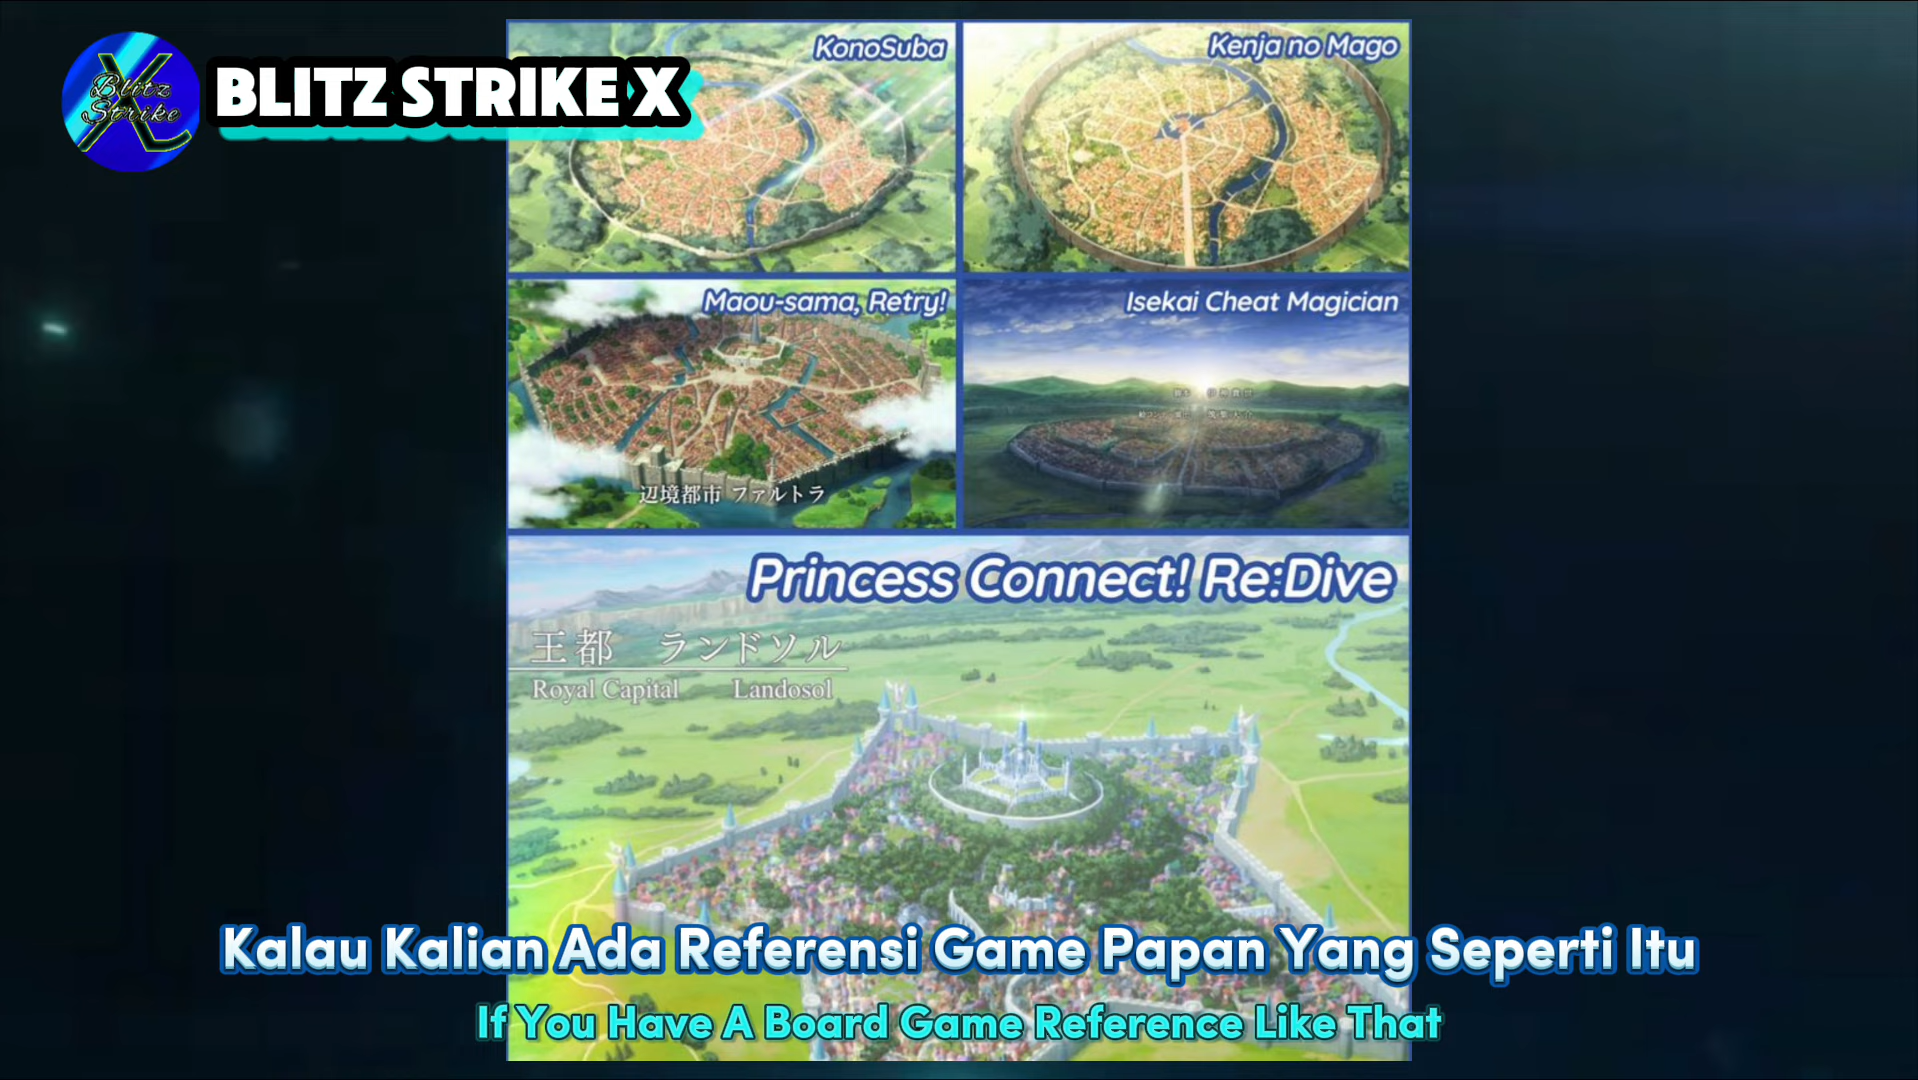 Blitz
Strike
BLITZ STRIKE X
KonoSuba
Kenja no Mago
Maou-sama, Retry!
Isekai Cheat Magician
辺境都市 ファルトラ
Princess Connect! Re:Dive
王都 ランドソル
Royal Capital Landosol
Kalau Kalian Ada Referensi Game Papan Yang Seperti Itu
If You Have A Board Game Reference Like That